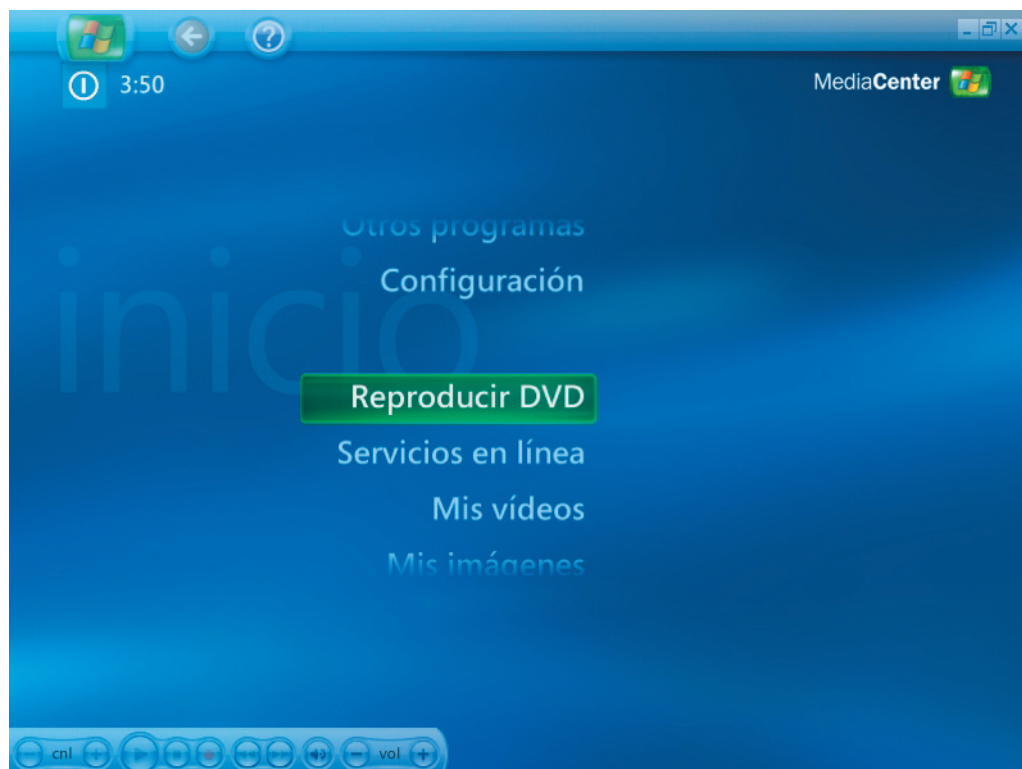 3:50
MediaCenter
inicio
Otros programas
Configuración
Reproducir DVD
Servicios en línea
Mis vídeos
Mis imágenes
cnl
vol